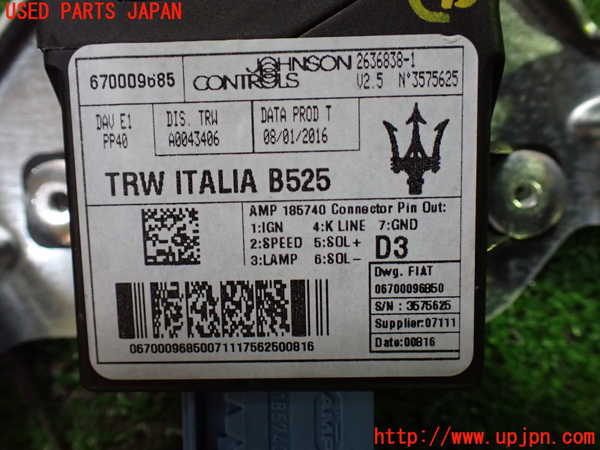 USED PARTS JAPAN
670009685
JOHNSON CONTROLS
2636838-1
V2.5 N°3575625
DAV E1
PP40
DIS. TRW
A0043406
DATA PROD T
08/01/2016
TRW ITALIA B525
AMP 185740 Connector Pin Out:
1:IGN 4:K LINE 7:GND
2:SPEED 5:SOL+
3:LAMP 6:SOL-
D3
Dwg. FIAT
06700096850
S/N : 3575625
Supplier:07111
Date:00816
067000968500711175625 00816
AMP
http://www.upjpn.com/